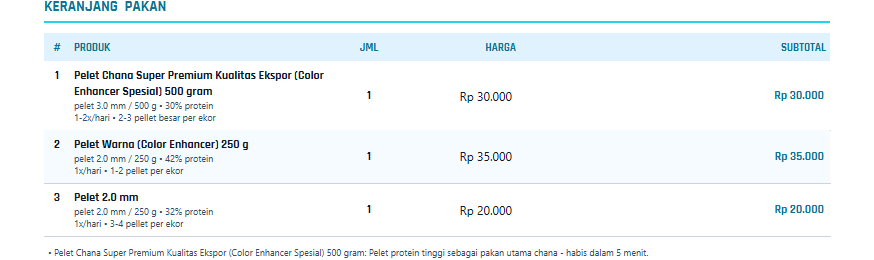 KERANJANG PAKAN
# PRODUK JML HARGA SUBTOTAL
1 Pelet Chana Super Premium Kualitas Ekspor (Color
Enhancer Spesial) 500 gram
pelet 3.0 mm / 500 g • 30% protein
1-2x/hari • 2-3 pellet besar per ekor
1 Rp 30.000 Rp 30.000
2 Pelet Warna (Color Enhancer) 250 g
pelet 2.0 mm / 250 g • 42% protein
1x/hari • 1-2 pellet per ekor
1 Rp 35.000 Rp 35.000
3 Pelet 2.0 mm
pelet 2.0 mm / 250 g • 32% protein
1x/hari • 3-4 pellet per ekor
1 Rp 20.000 Rp 20.000
• Pelet Chana Super Premium Kualitas Ekspor (Color Enhancer Spesial) 500 gram: Pelet protein tinggi sebagai pakan utama chana - habis dalam 5 menit.